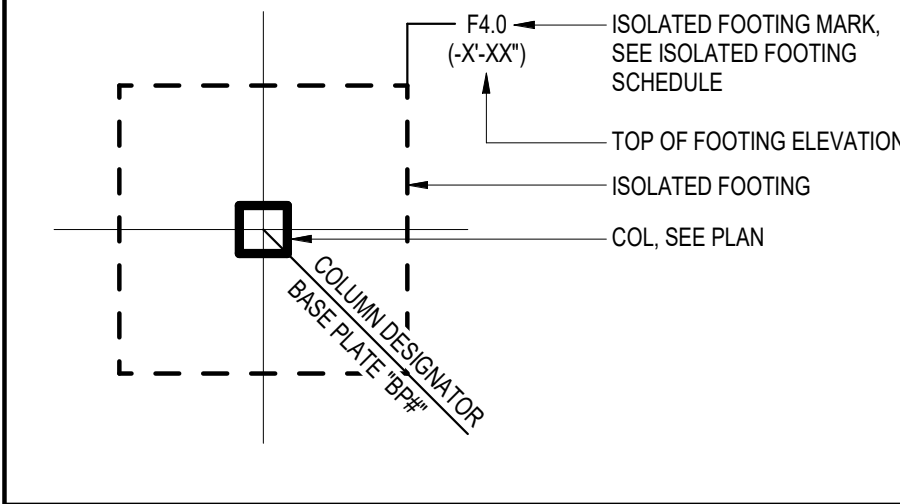 F4.0
(-X'-XX")
ISOLATED FOOTING MARK,
SEE ISOLATED FOOTING
SCHEDULE
TOP OF FOOTING ELEVATION
ISOLATED FOOTING
COL, SEE PLAN
COLUMN DESIGNATOR
BASE PLATE "BP#"